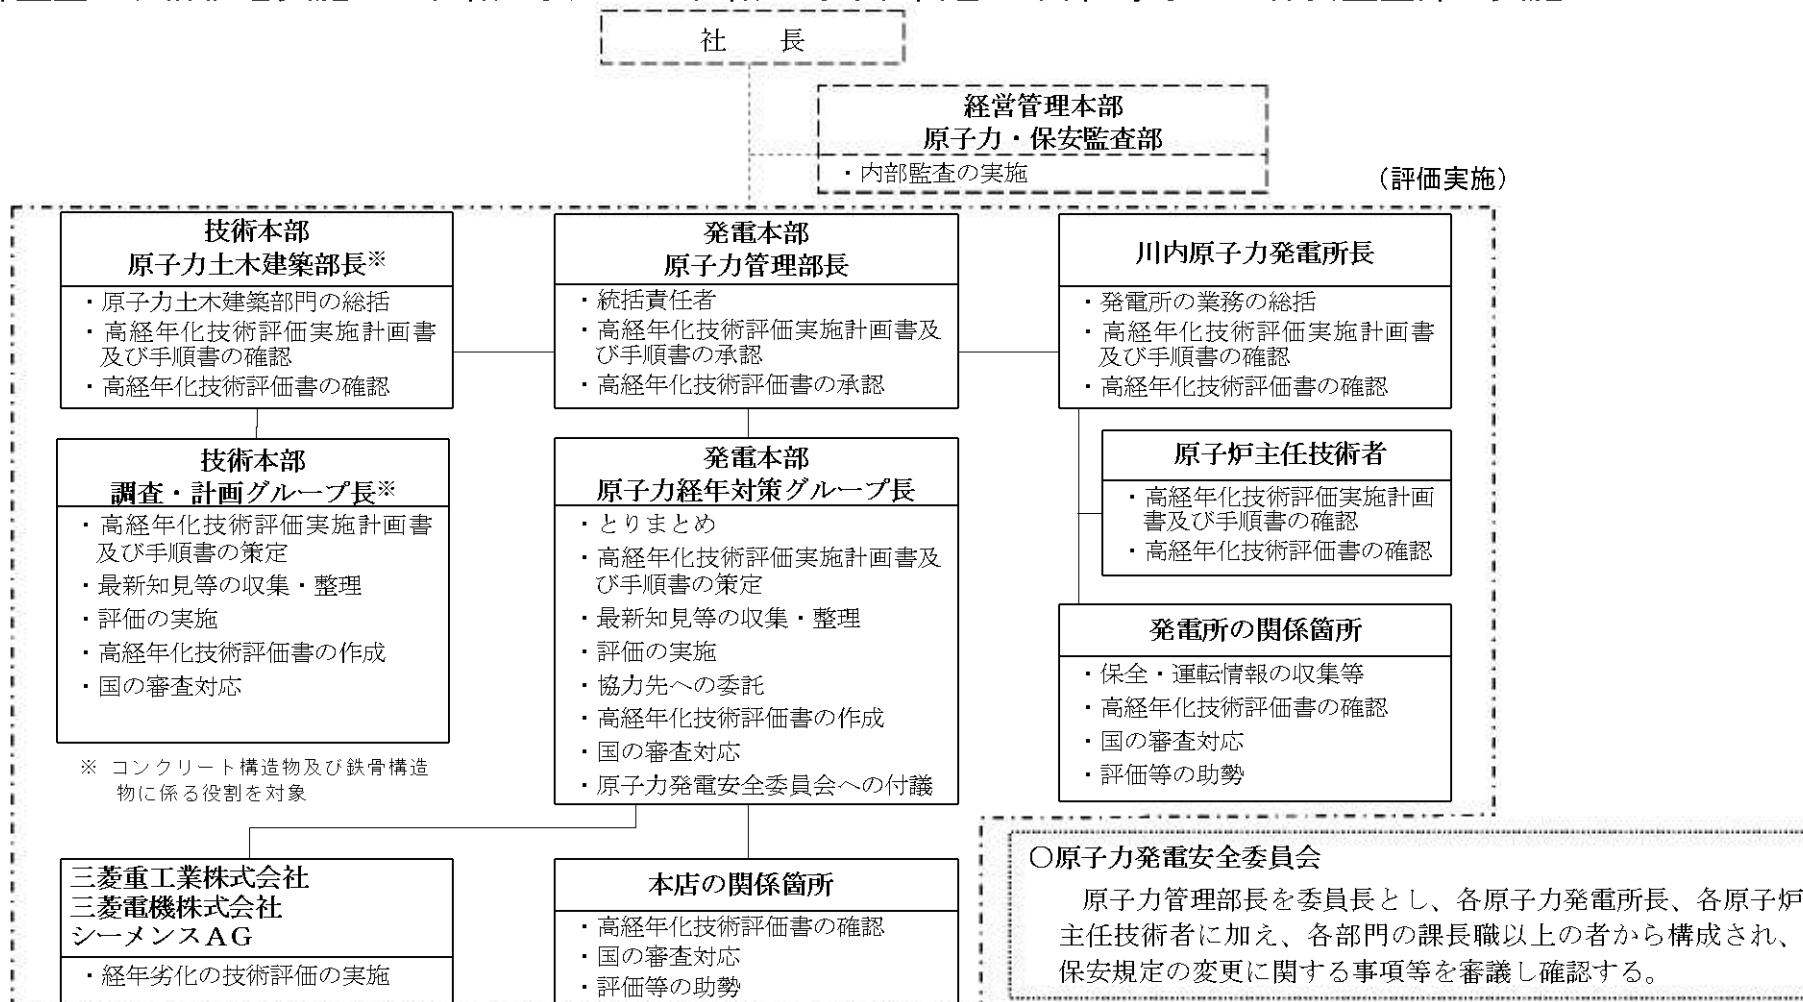 社　長
経営管理本部
原子力・保安監査部
・内部監査の実施
（評価実施）
技術本部
原子力土木建築部長※
・原子力土木建築部門の総括
・高経年化技術評価実施計画書
及び手順書の確認
・高経年化技術評価書の確認
発電本部
原子力管理部長
・統括責任者
・高経年化技術評価実施計画書及
び手順書の承認
・高経年化技術評価書の承認
川内原子力発電所長
・発電所の業務の総括
・高経年化技術評価実施計画書
及び手順書の確認
・高経年化技術評価書の確認
技術本部
調査・計画グループ長※
・高経年化技術評価実施計画書
及び手順書の策定
・最新知見等の収集・整理
・評価の実施
・高経年化技術評価書の作成
・国の審査対応
※ コンクリート構造物及び鉄骨構造
物に係る役割を対象
発電本部
原子力経年対策グループ長
・とりまとめ
・高経年化技術評価実施計画書及
び手順書の策定
・最新知見等の収集・整理
・評価の実施
・協力先への委託
・高経年化技術評価書の作成
・国の審査対応
・原子力発電安全委員会への付議
原子炉主任技術者
・高経年化技術評価実施計画
書及び手順書の確認
・高経年化技術評価書の確認
発電所の関係箇所
・保全・運転情報の収集等
・高経年化技術評価書の確認
・国の審査対応
・評価等の助勢
三菱重工業株式会社
三菱電機株式会社
シーメンスAG
・経年劣化の技術評価の実施
本店の関係箇所
・高経年化技術評価書の確認
・国の審査対応
・評価等の助勢
○原子力発電安全委員会
原子力管理部長を委員長とし、各原子力発電所長、各原子炉
主任技術者に加え、各部門の課長職以上の者から構成され、
保安規定の変更に関する事項等を審議し確認する。